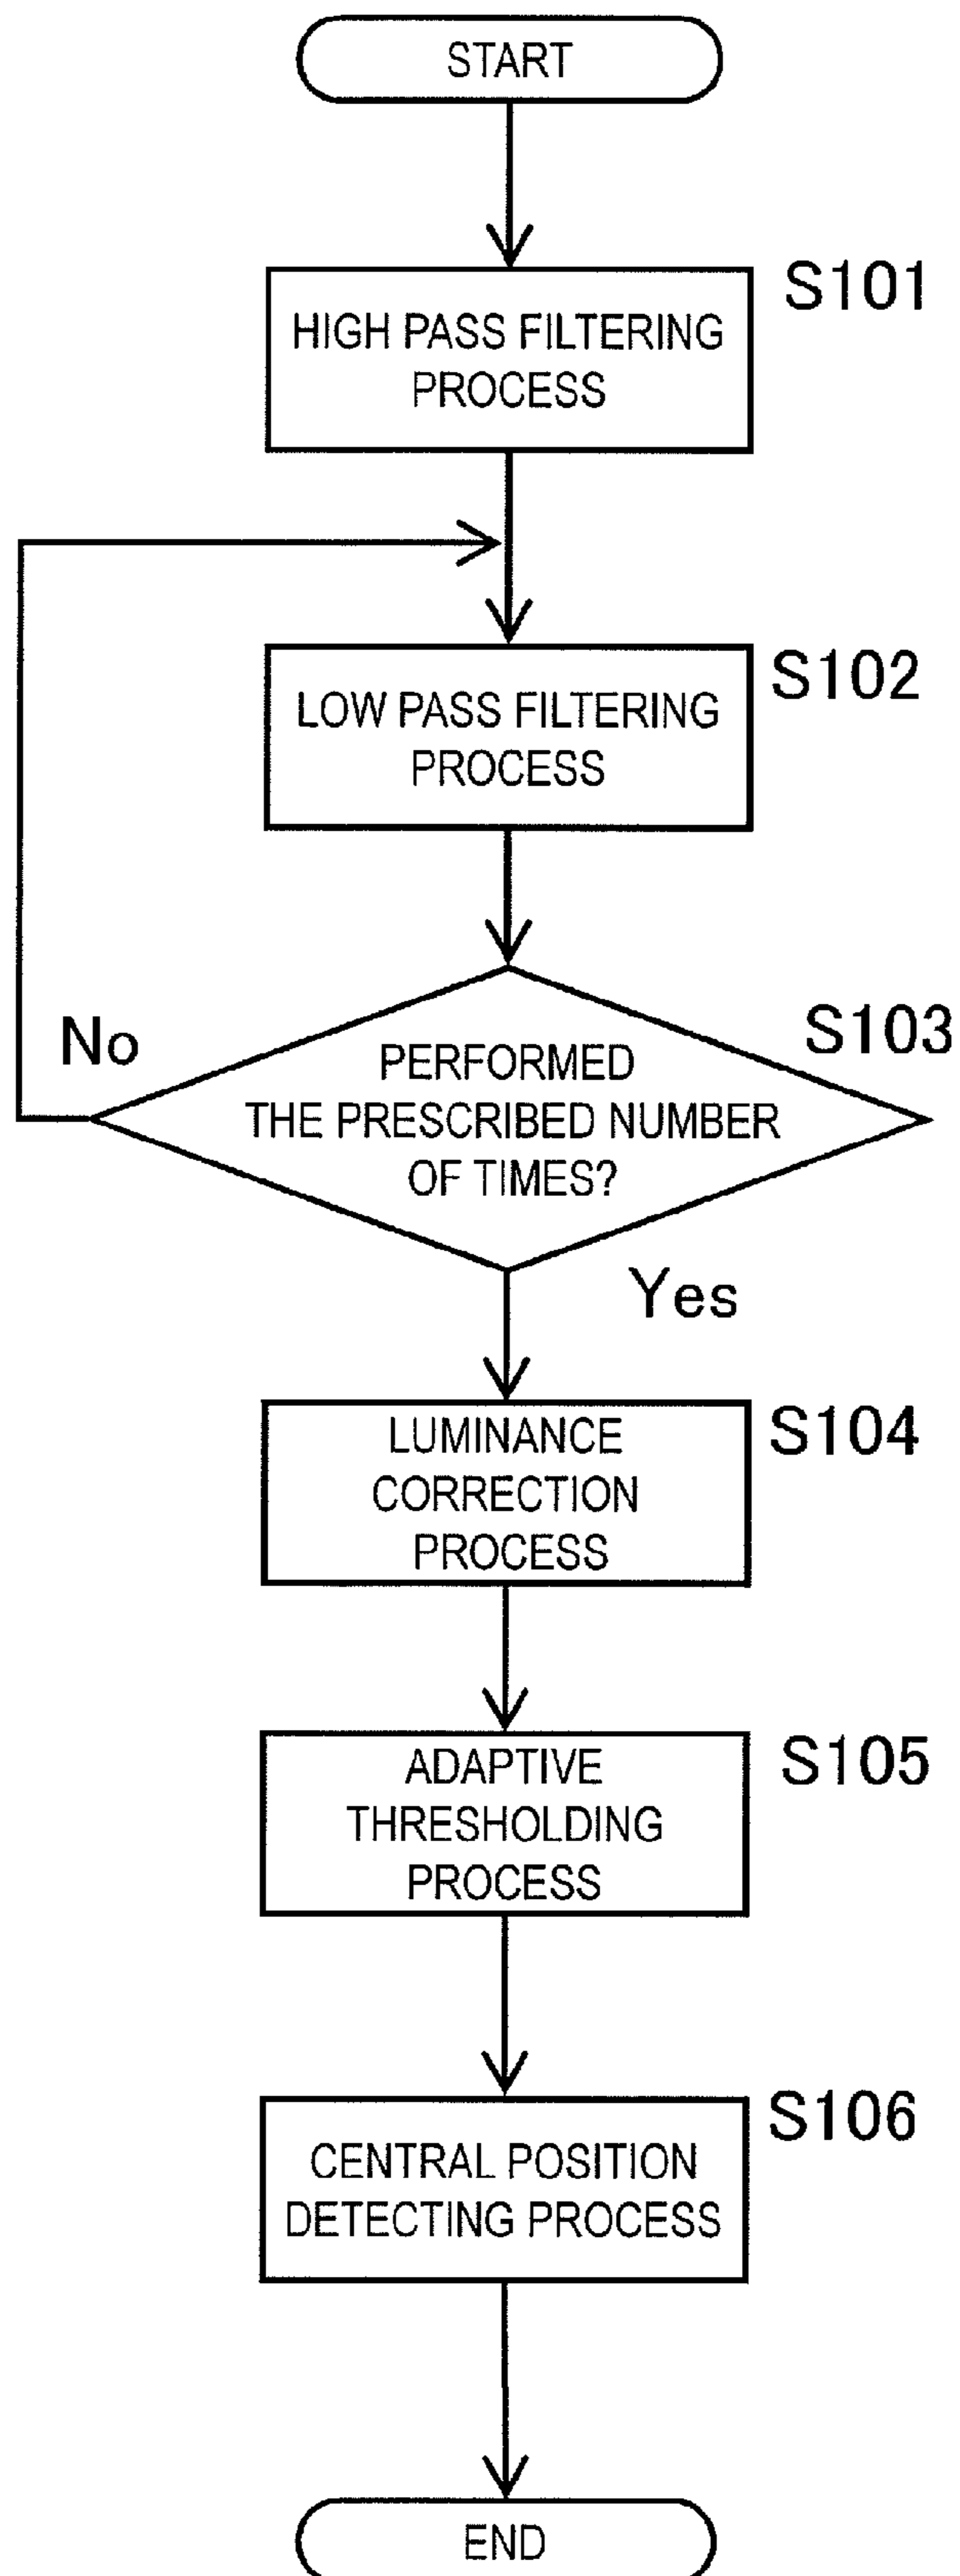 START
S101
HIGH PASS FILTERING
PROCESS
S102
LOW PASS FILTERING
PROCESS
S103
No
PERFORMED
THE PRESCRIBED NUMBER
OF TIMES?
Yes
S104
LUMINANCE
CORRECTION
PROCESS
S105
ADAPTIVE
THRESHOLDING
PROCESS
S106
CENTRAL POSITION
DETECTING PROCESS
END